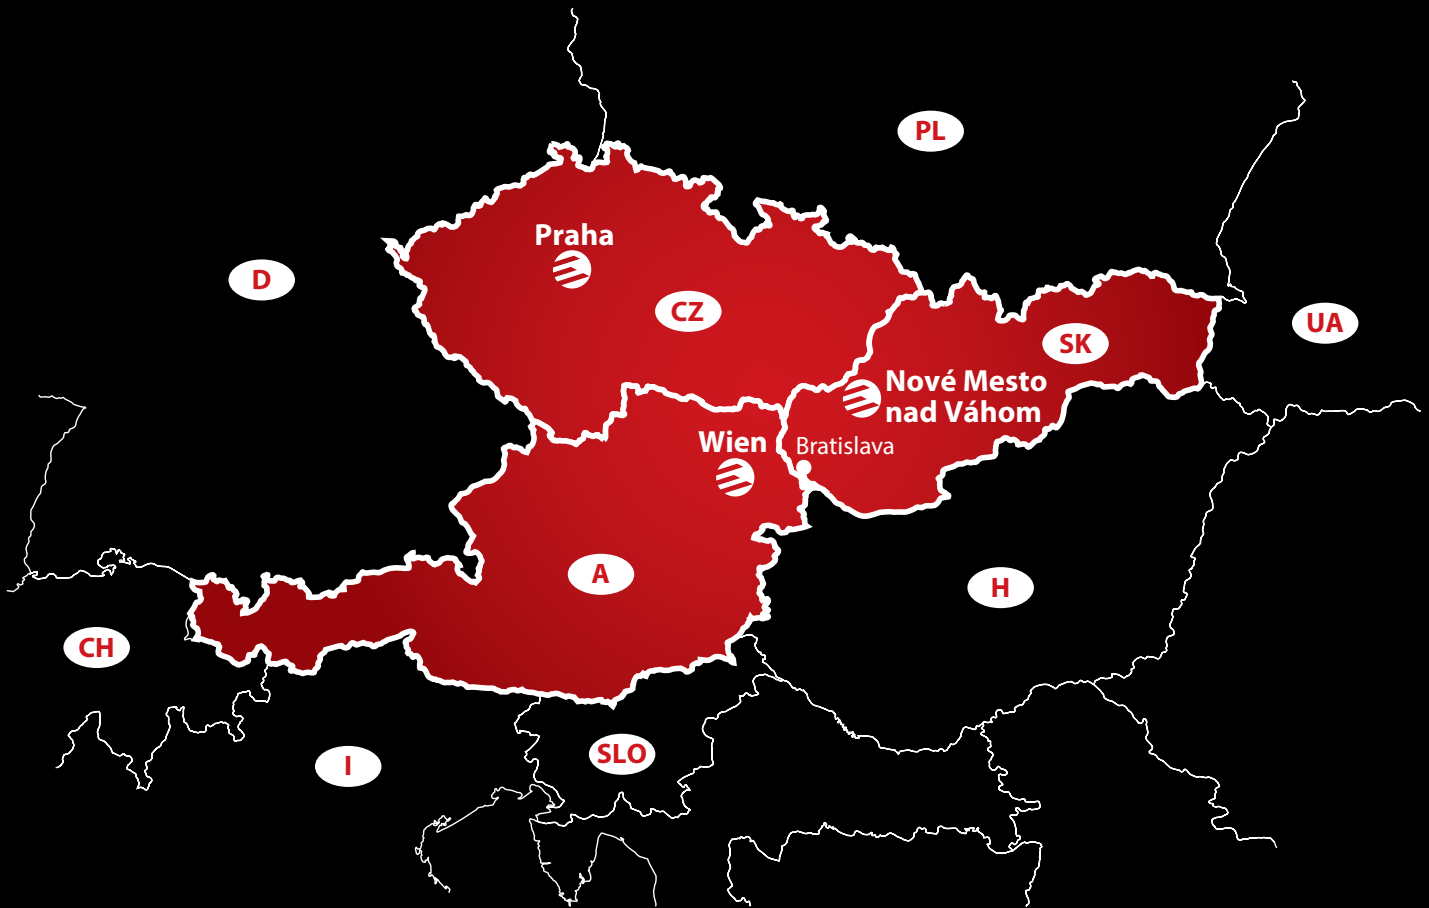 PL
Praha
D
CZ
UA
SK
Nové Mesto
nad Váhom
Wien
Bratislava
A
H
CH
SLO
I